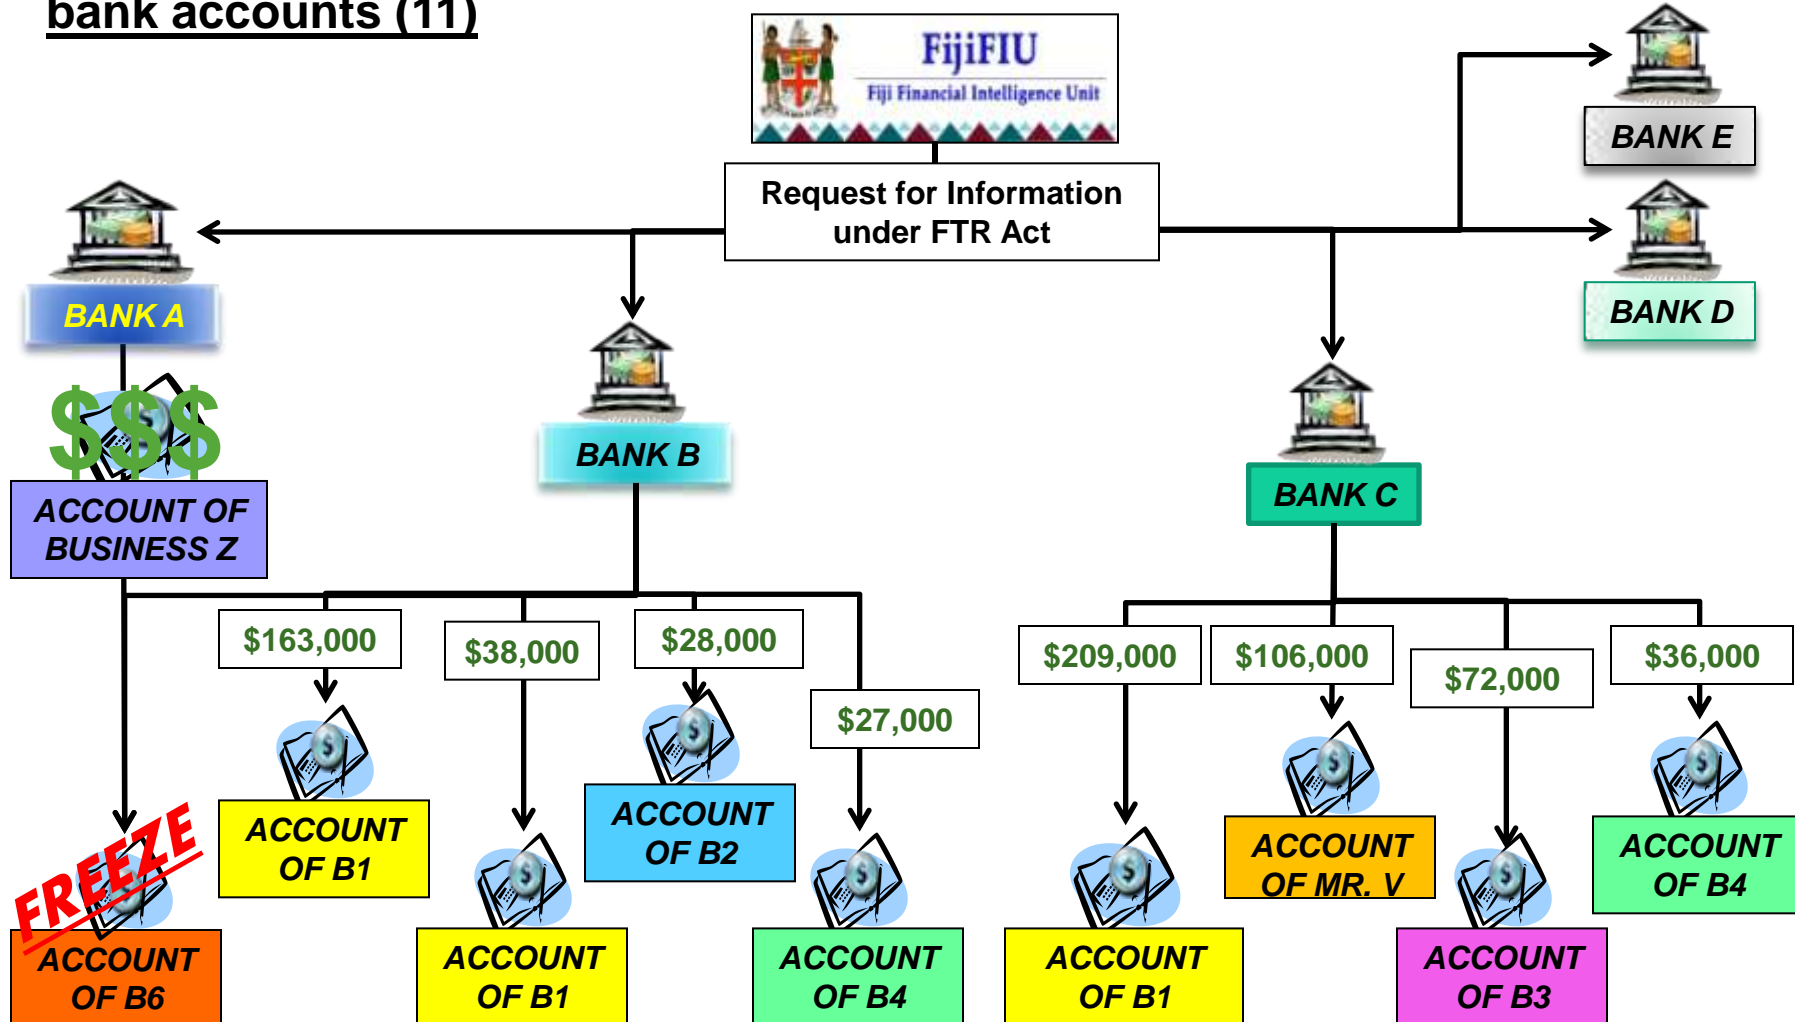 bank accounts (11)
FijiFIU
Fiji Financial Intelligence Unit
BANK E
Request for Information
under FTR Act
BANK A
BANK D
BANK B
BANK C
$$$
ACCOUNT OF
BUSINESS Z
$163,000
$38,000
$28,000
$27,000
$209,000
$106,000
$72,000
$36,000
FREEZE
ACCOUNT
OF B6
ACCOUNT
OF B1
ACCOUNT
OF B1
ACCOUNT
OF B2
ACCOUNT
OF B4
ACCOUNT
OF B1
ACCOUNT
OF MR. V
ACCOUNT
OF B3
ACCOUNT
OF B4